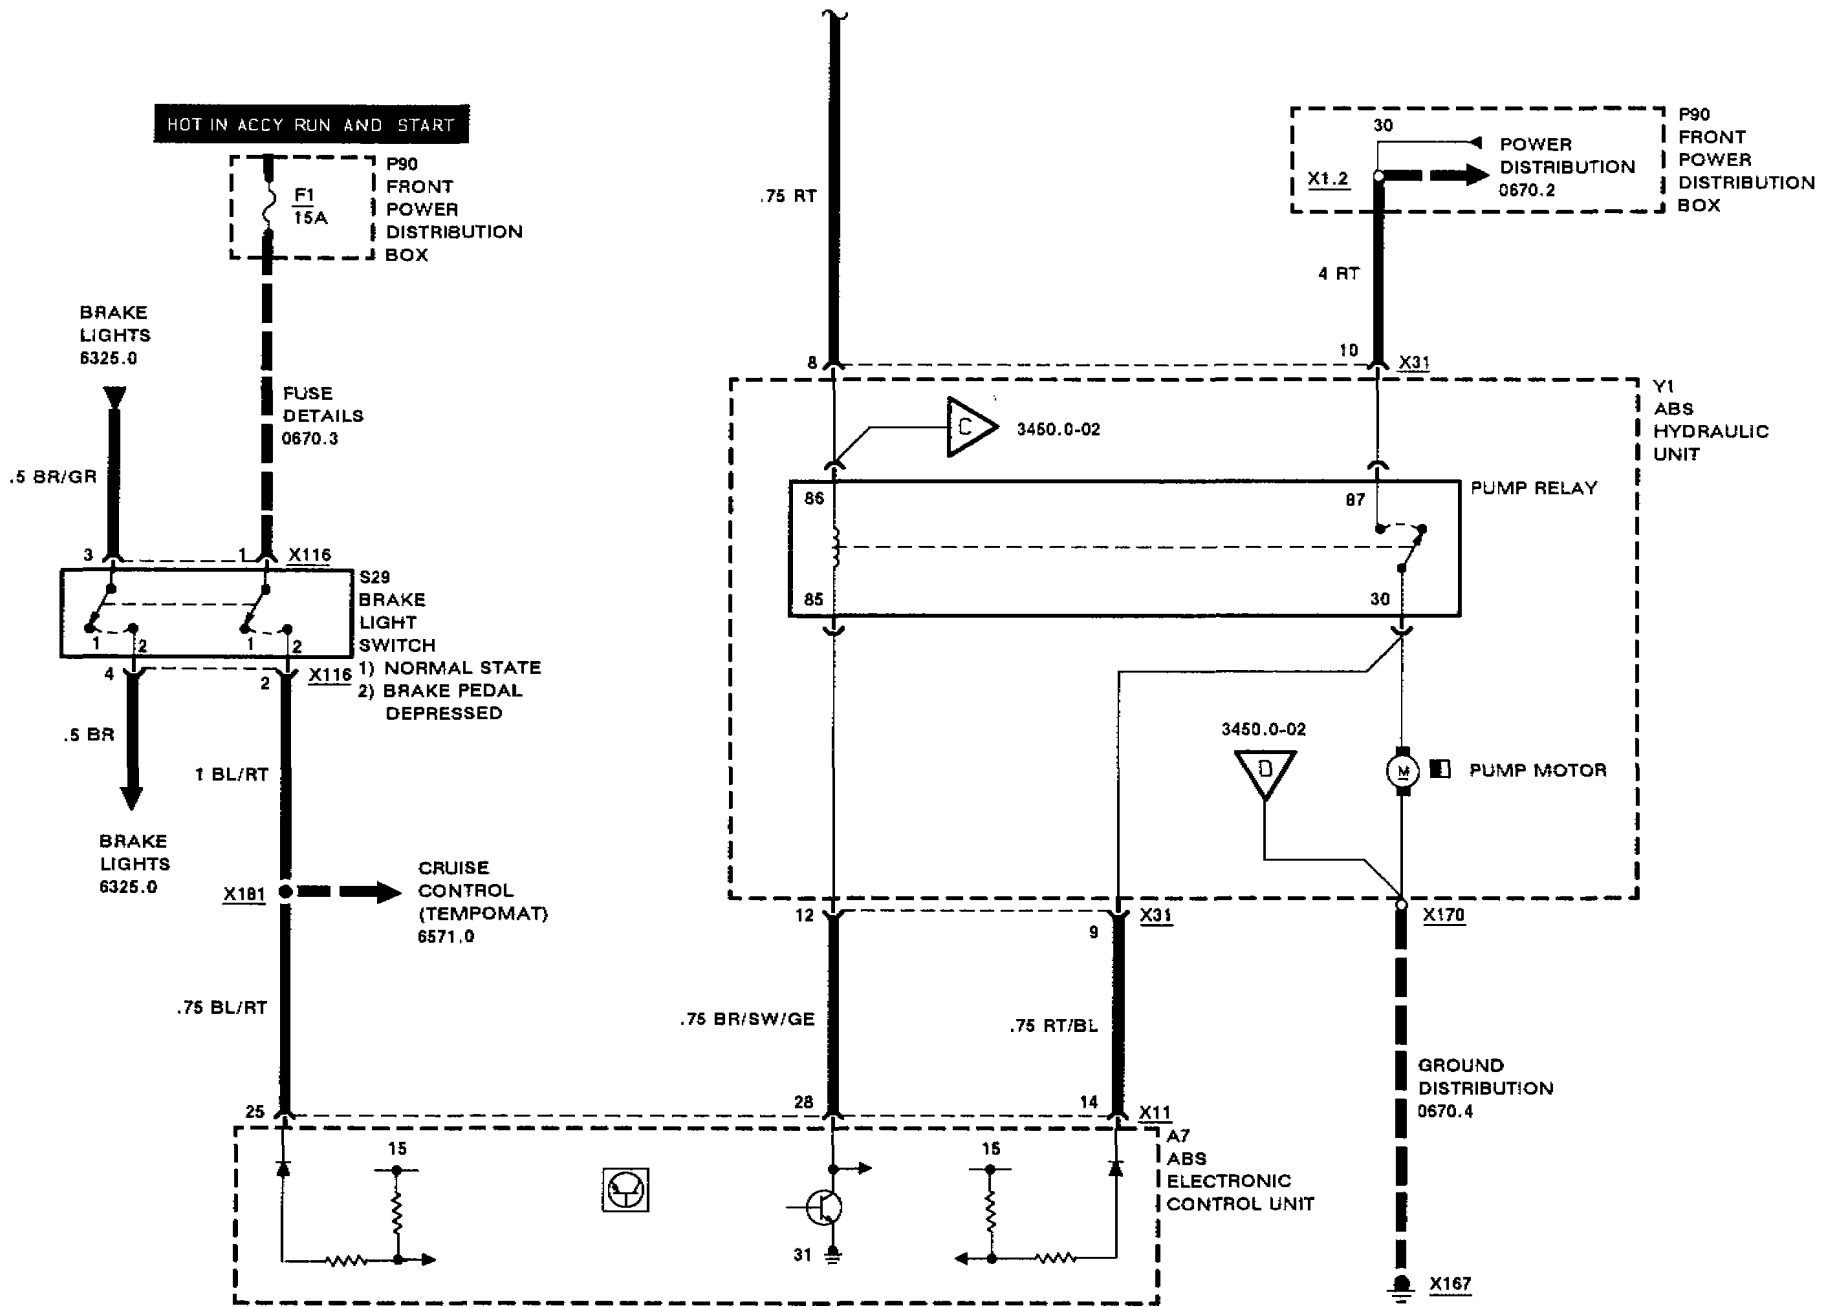 HOT IN ACCY RUN AND START
F1
15A
P90
FRONT
POWER
DISTRIBUTION
BOX
BRAKE
LIGHTS
6325.0
FUSE
DETAILS
0670.3
.5 BR/GR
3
1
X116
S29
BRAKE
LIGHT
SWITCH
1) NORMAL STATE
2) BRAKE PEDAL
DEPRESSED
1
2
1
2
4
2
X116
.5 BR
BRAKE
LIGHTS
6325.0
1 BL/RT
X181
CRUISE
CONTROL
(TEMPOMAT)
6571.0
.75 BL/RT
25
.75 RT
30
X1.2
POWER
DISTRIBUTION
0670.2
P90
FRONT
POWER
DISTRIBUTION
BOX
4 RT
8
10
X31
Y1
ABS
HYDRAULIC
UNIT
C
3450.0-02
PUMP RELAY
86
87
85
30
3450.0-02
D
M
PUMP MOTOR
12
9
X31
X170
.75 BR/SW/GE
.75 RT/BL
GROUND
DISTRIBUTION
0670.4
28
14
X11
A7
ABS
ELECTRONIC
CONTROL UNIT
15
15
31
X167